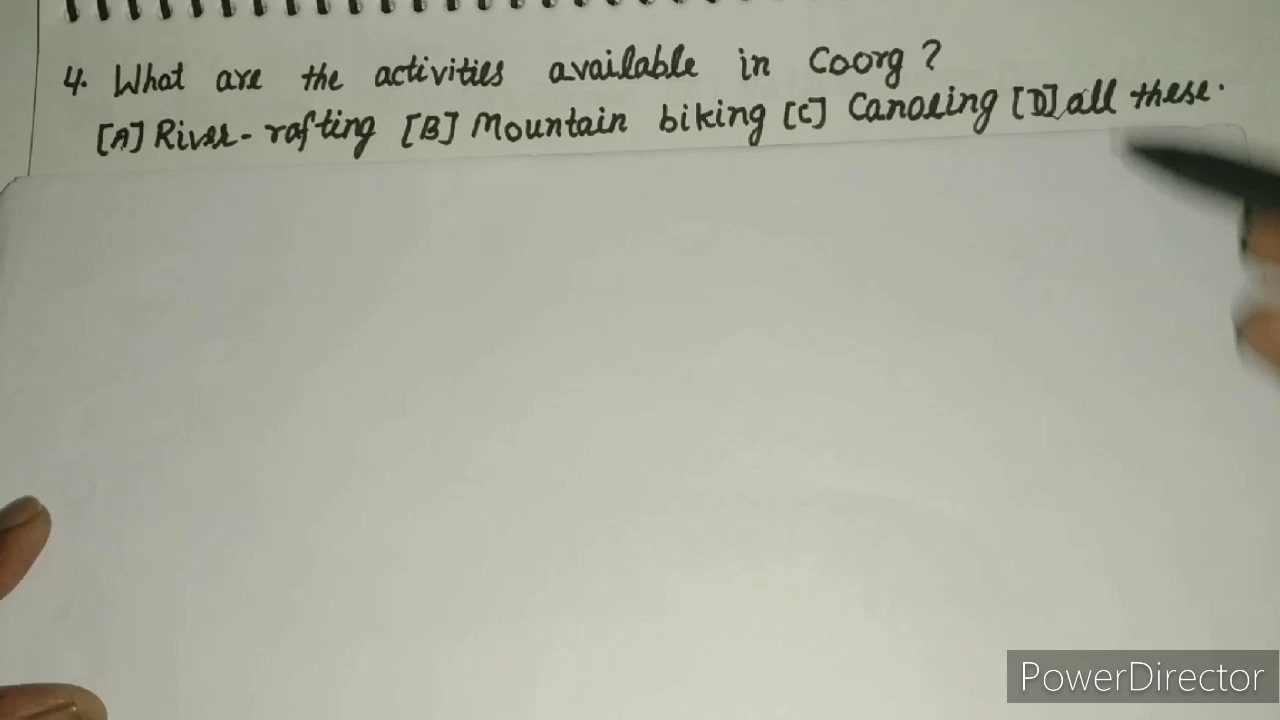 4. What are the activities available in Coorg ?
[A] River-rafting [B] Mountain biking [C] Canoeing [D] all these.
PowerDirector